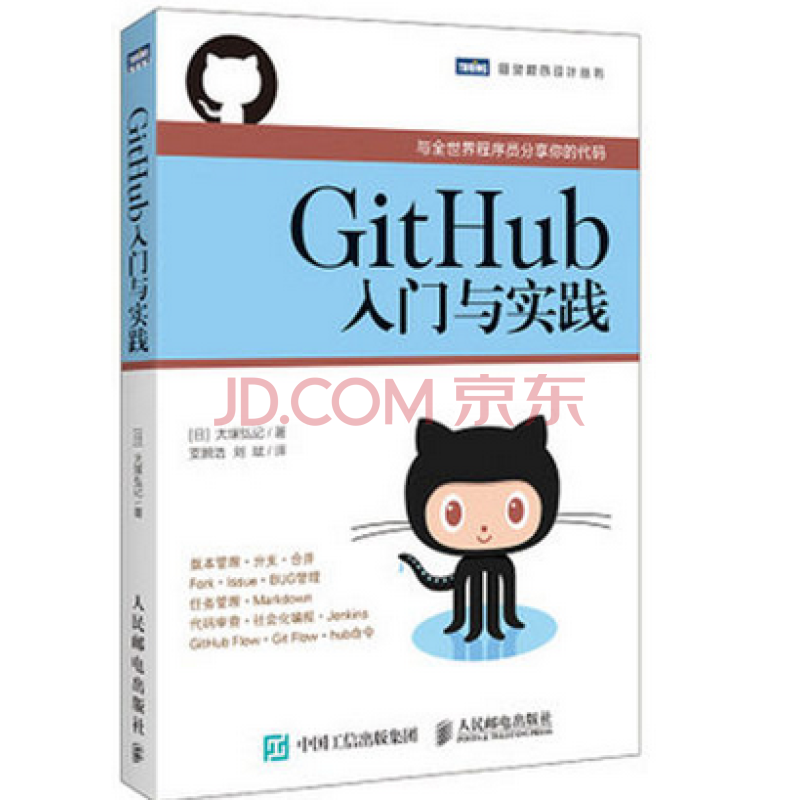 TURING
图灵程序设计丛书
与全世界程序员分享你的代码
GitHub
入门与实践
JD.COM 京东
[日] 大塚弘记/著
支鹏浩 刘斌/译
版本管理・分支・合并
Fork・Issue・BUG管理
任务管理・Markdown
代码审查・社会化编程・Jenkins
GitHub Flow・Git Flow・hub命令
中国工信出版集团
人民邮电出版社
POSTS & TELECOM PRESS
GitHub入门与实践
[日] 大塚弘记/著
人民邮电出版社